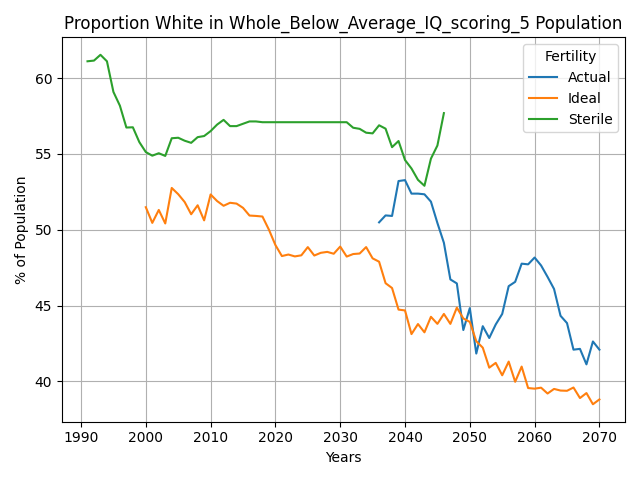 Proportion White in Whole_Below_Average_IQ_scoring_5 Population
Fertility
Actual
Ideal
Sterile
% of Population
60
55
50
45
40
1990
2000
2010
2020
2030
2040
2050
2060
2070
Years